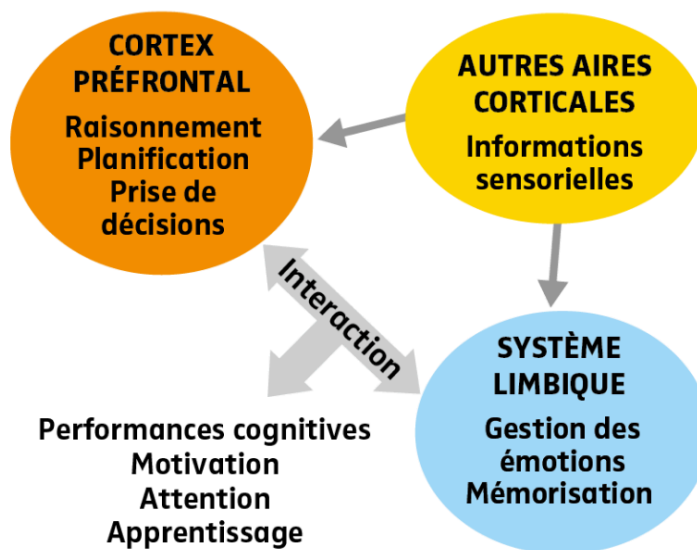 CORTEX
PRÉFRONTAL
Raisonnement
Planification
Prise de
décisions
AUTRES AIRES
CORTICALES
Informations
sensorielles
Interaction
SYSTÈME
LIMBIQUE
Gestion des
émotions
Mémorisation
Performances cognitives
Motivation
Attention
Apprentissage